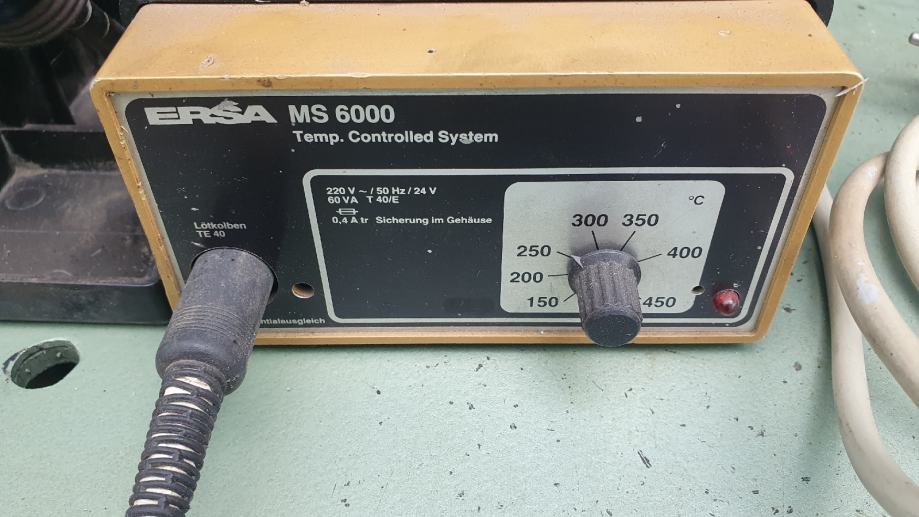 ERSA MS 6000
Temp. Controlled System
220 V ~ / 50 Hz / 24 V
60 VA T 40/E
0,4 A tr Sicherung im Gehäuse
Lötkolben
TE 40
°C
300 350
250 400
200
150 450
ntialausgleich